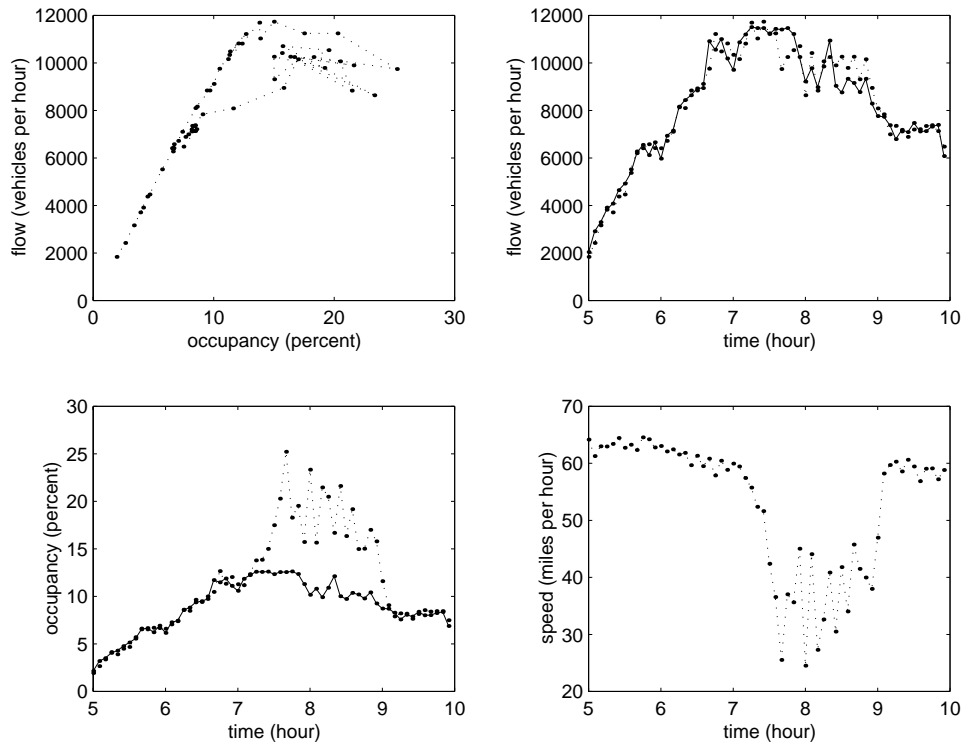 12000
10000
8000
6000
4000
2000
0
flow (vehicles per hour)
0 10 20 30
occupancy (percent)
12000
10000
8000
6000
4000
2000
0
flow (vehicles per hour)
5 6 7 8 9 10
time (hour)
30
25
20
15
10
5
0
occupancy (percent)
5 6 7 8 9 10
time (hour)
70
60
50
40
30
20
speed (miles per hour)
5 6 7 8 9 10
time (hour)